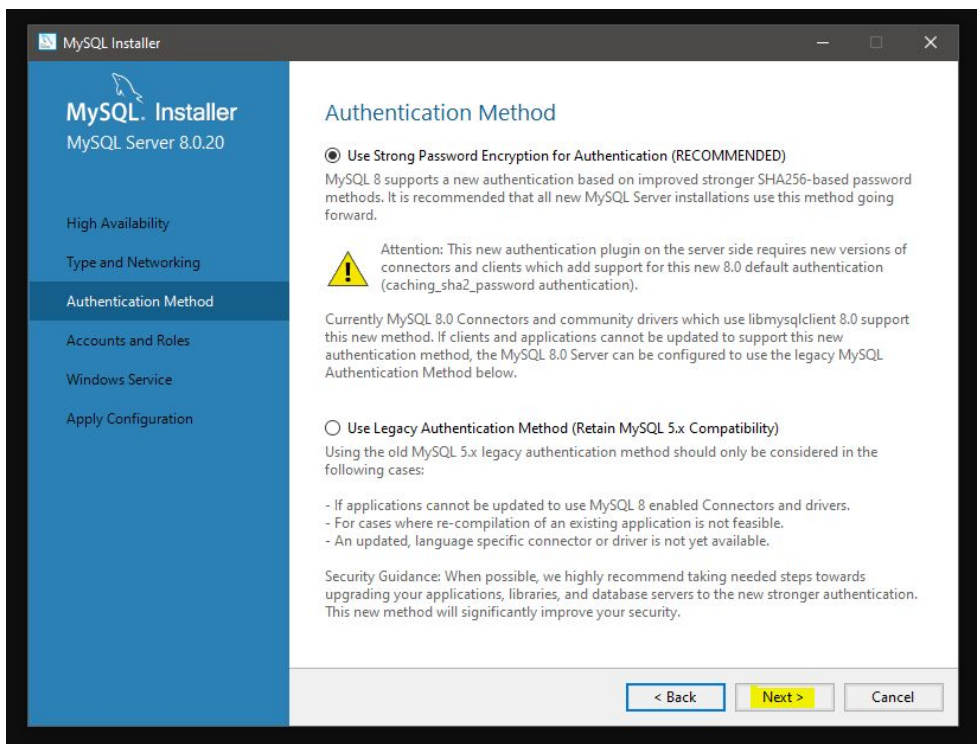 MySQL Installer
MySQL. Installer
MySQL Server 8.0.20
High Availability
Type and Networking
Authentication Method
Accounts and Roles
Windows Service
Apply Configuration
Authentication Method
Use Strong Password Encryption for Authentication (RECOMMENDED)
MySQL 8 supports a new authentication based on improved stronger SHA256-based password
methods. It is recommended that all new MySQL Server installations use this method going
forward.
Attention: This new authentication plugin on the server side requires new versions of
connectors and clients which add support for this new 8.0 default authentication
(caching_sha2_password authentication).
Currently MySQL 8.0 Connectors and community drivers which use libmysqlclient 8.0 support
this new method. If clients and applications cannot be updated to support this new
authentication method, the MySQL 8.0 Server can be configured to use the legacy MySQL
Authentication Method below.
Use Legacy Authentication Method (Retain MySQL 5.x Compatibility)
Using the old MySQL 5.x legacy authentication method should only be considered in the
following cases:
- If applications cannot be updated to use MySQL 8 enabled Connectors and drivers.
- For cases where re-compilation of an existing application is not feasible.
- An updated, language specific connector or driver is not yet available.
Security Guidance: When possible, we highly recommend taking needed steps towards
upgrading your applications, libraries, and database servers to the new stronger authentication.
This new method will significantly improve your security.
< Back
Next >
Cancel